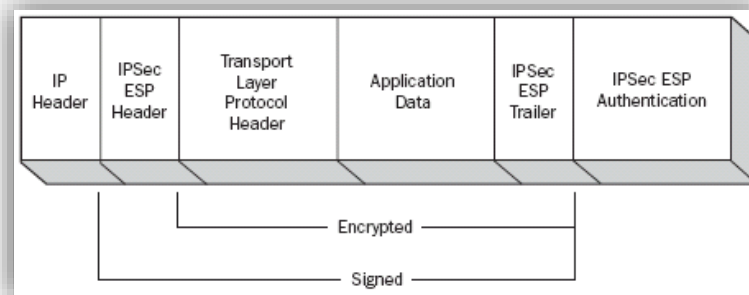 IP
Header
IPSec
ESP
Header
Transport
Layer
Protocol
Header
Application
Data
IPSec
ESP
Trailer
IPSec ESP
Authentication
Encrypted
Signed